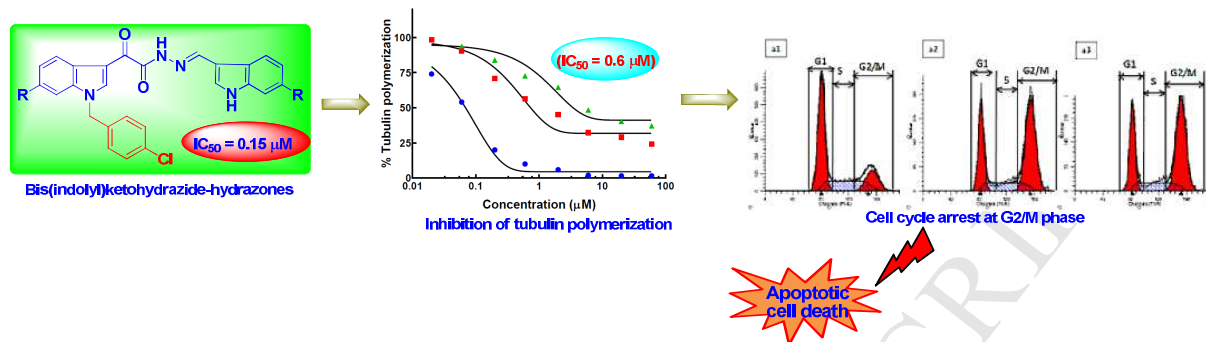 O
NH
N
R
N
O
N
H
R
Cl
IC50 = 0.15 μM
Bis(indolyl)ketohydrazide-hydrazones
% Tubulin polymerization
100
75
50
25
0
0.01
0.1
1
10
100
Concentration (μM)
(IC50 = 0.6 μM)
Inhibition of tubulin polymerization
a1
G1
S
G2/M
a2
G1
S
G2/M
a3
G1
S
G2/M
Cell cycle arrest at G2/M phase
Apoptotic
cell death
CRI